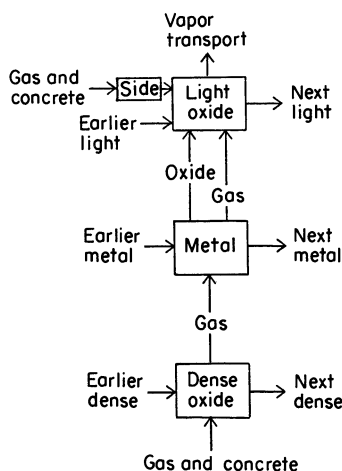 Vapor
transport
Gas and
concrete
Side
Light
oxide
Next
light
Earlier
light
Oxide
Gas
Earlier
metal
Metal
Next
metal
Gas
Earlier
dense
Dense
oxide
Next
dense
Gas and concrete